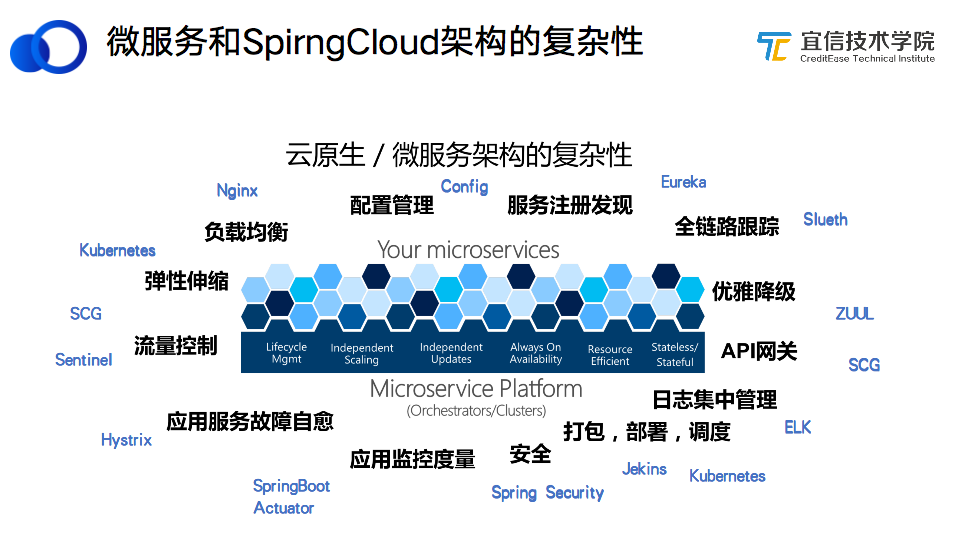 微服务和SpirngCloud架构的复杂性
宜信技术学院
CreditEase Technical Institute
云原生 / 微服务架构的复杂性
Nginx
Config
Eureka
配置管理
服务注册发现
负载均衡
全链路跟踪
Slueth
Kubernetes
Your microservices
弹性伸缩
优雅降级
SCG
ZUUL
流量控制
Sentinel
Lifecycle
Mgmt
Independent
Scaling
Independent
Updates
Always On
Availability
Resource
Efficient
Stateless/
Stateful
API网关
SCG
Microservice Platform
(Orchestrators/Clusters)
日志集中管理
应用服务故障自愈
ELK
Hystrix
打包，部署，调度
应用监控度量
安全
Jekins
Kubernetes
SpringBoot
Actuator
Spring Security